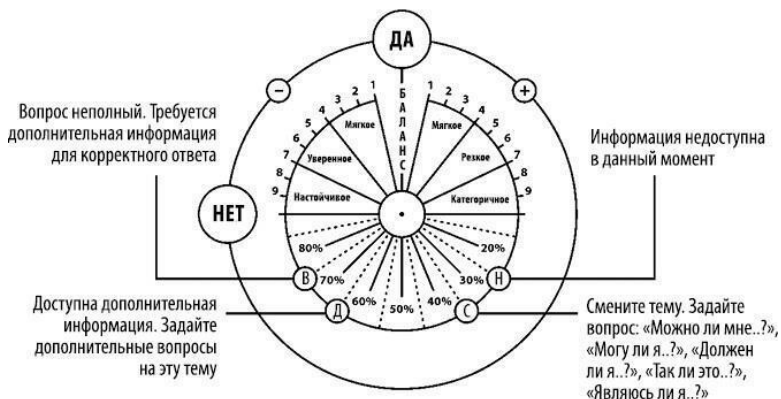 ДА
−
+
Вопрос неполный. Требуется
дополнительная информация
для корректного ответа
НЕТ
9
8
7
6
5
4
3
2
1
БАЛАНС
1
2
3
4
5
6
7
8
9
Мягкое
Уверенное
Настойчивое
Мягкое
Резкое
Категоричное
Информация недоступна
в данный момент
80%
70%
60%
50%
40%
30%
20%
В
Д
С
Н
Доступна дополнительная
информация. Задайте
дополнительные вопросы
на эту тему
Смените тему. Задайте
вопрос: «Можно ли мне..?»,
«Могу ли я..?», «Должен
ли я..?», «Так ли это..?»,
«Являюсь ли я..?»